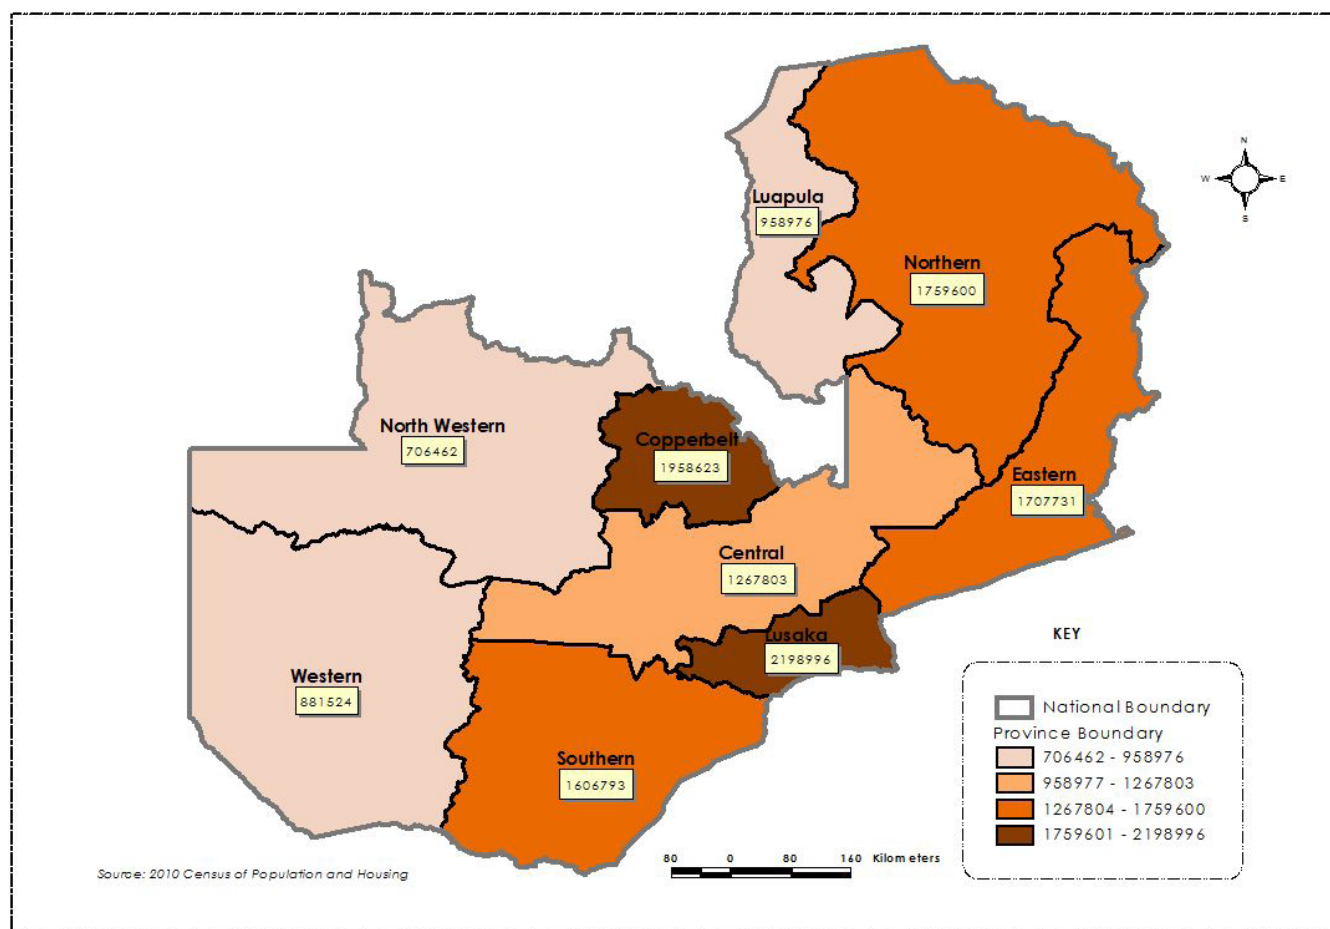 N
W E
S
Luapula
958976
Northern
1759600
North Western
706462
Copperbelt
1958623
Eastern
1707731
Central
1267803
Lusaka
2198996
Western
881524
Southern
1606793
KEY
National Boundary
Province Boundary
706462 - 958976
958977 - 1267803
1267804 - 1759600
1759601 - 2198996
80 0 80 160 Kilometers
Source: 2010 Census of Population and Housing